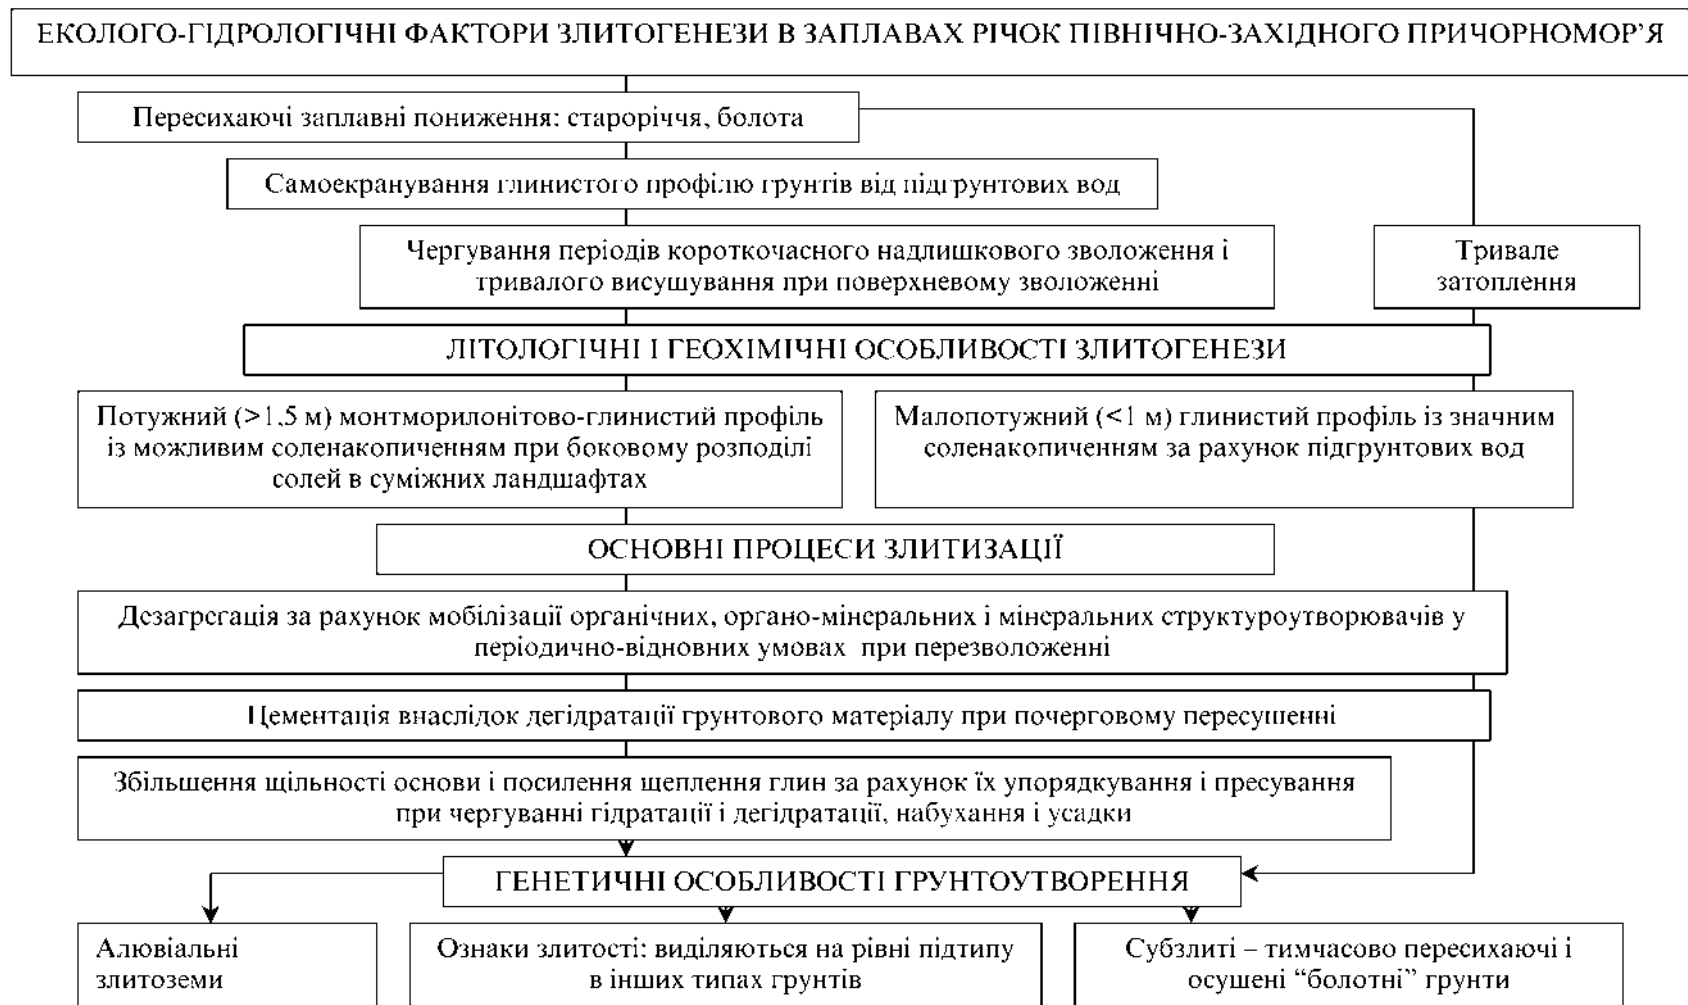 ЕКОЛОГО-ГІДРОЛОГІЧНІ ФАКТОРИ ЗЛИТОГЕНЕЗИ В ЗАПЛАВАХ РІЧОК ПІВНІЧНО-ЗАХІДНОГО ПРИЧОРНОМОР’Я
Пересихаючі заплавні пониження: староріччя, болота
Самоекранування глинистого профілю грунтів від підгрунтових вод
Чергування періодів короткочасного надлишкового зволоження і
тривалого висушування при поверхневому зволоженні
Тривале
затоплення
ЛІТОЛОГІЧНІ І ГЕОХІМІЧНІ ОСОБЛИВОСТІ ЗЛИТОГЕНЕЗИ
Потужний (>1,5 м) монтморилонітово-глинистий профіль
із можливим соленакопиченням при боковому розподілі
солей в суміжних ландшафтах
Малопотужний (<1 м) глинистий профіль із значним
соленакопиченням за рахунок підгрунтових вод
ОСНОВНІ ПРОЦЕСИ ЗЛИТИЗАЦІЇ
Дезагрегація за рахунок мобілізації органічних, органо-мінеральних і мінеральних структуроутворювачів у
періодично-відновних умовах при перезволоженні
Цементація внаслідок дегідратації грунтового матеріалу при почерговому пересушенні
Збільшення щільності основи і посилення щеплення глин за рахунок їх упорядкування і пресування
при чергуванні гідратації і дегідратації, набухання і усадки
ГЕНЕТИЧНІ ОСОБЛИВОСТІ ГРУНТОУТВОРЕННЯ
Алювіальні
злитоземи
Ознаки злитості: виділяються на рівні підтипу
в інших типах грунтів
Субзлиті – тимчасово пересихаючі і
осушені “болотні” грунти